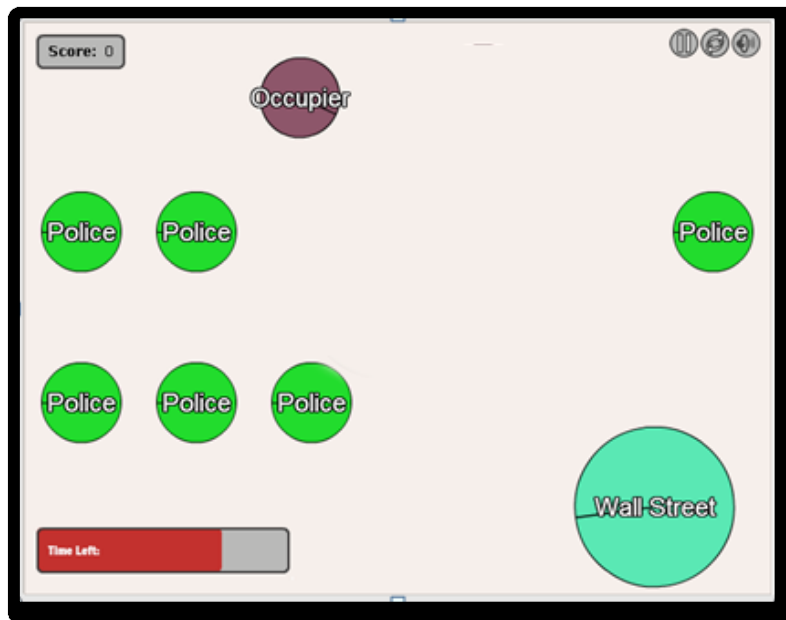 Score: 0
Occupier
Police Police Police
Police Police Police
Wall Street
Time Left: